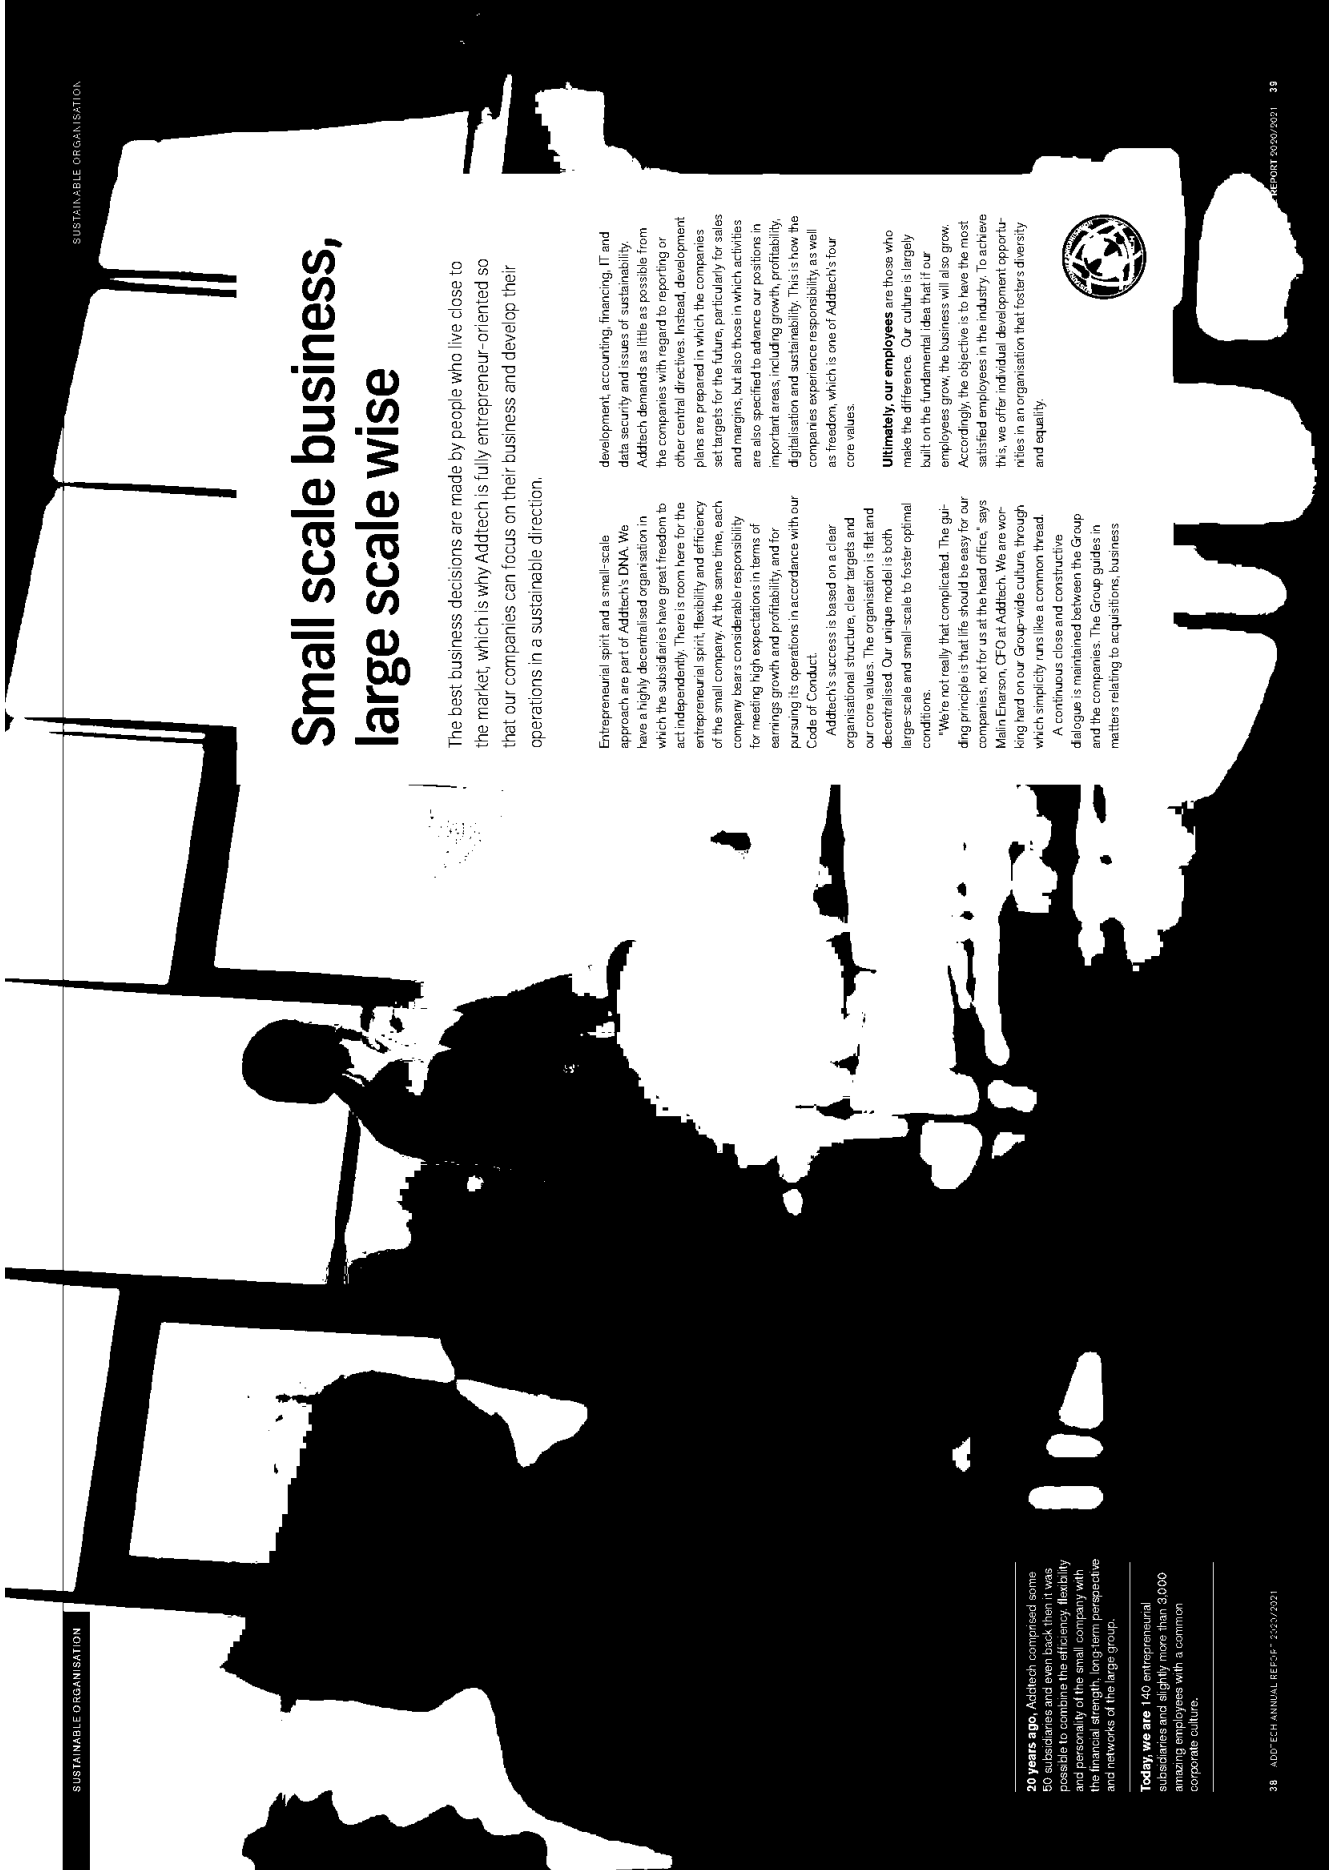 SUSTAINABLE ORGANISATION
20 years ago, Addtech comprised some
50 subsidiaries and even back then it was
possible to combine the efficiency, flexibility
and personality of the small company with
the financial strength, long-term perspective
and networks of the large group.
Today, we are 140 entrepreneurial
subsidiaries and slightly more than 3,000
amazing employees with a common
corporate culture.
38 ADDTECH ANNUAL REPORT 2020/2021
SUSTAINABLE ORGANISATION
Small scale business,
large scale wise
The best business decisions are made by people who live close to
the market, which is why Addtech is fully entrepreneur-oriented so
that our companies can focus on their business and develop their
operations in a sustainable direction.
Entrepreneurial spirit and a small-scale
approach are part of Addtech's DNA. We
have a highly decentralised organisation in
which the subsidiaries have great freedom to
act independently. There is room here for the
entrepreneurial spirit, flexibility and efficiency
of the small company. At the same time, each
company bears considerable responsibility
for meeting high expectations in terms of
earnings growth and profitability, and for
pursuing its operations in accordance with our
Code of Conduct.
Addtech's success is based on a clear
organisational structure, clear targets and
our core values. The organisation is flat and
decentralised. Our unique model is both
large-scale and small-scale to foster optimal
conditions.
"We're not really that complicated. The gui-
ding principle is that life should be easy for our
companies, not for us at the head office," says
Malin Enarson, CFO at Addtech. We are wor-
king hard on our Group-wide culture, through
which simplicity runs like a common thread.
A continuous close and constructive
dialogue is maintained between the Group
and the companies. The Group guides in
matters relating to acquisitions, business
development, accounting, financing, IT and
data security and issues of sustainability.
Addtech demands as little as possible from
the companies with regard to reporting or
other central directives. Instead, development
plans are prepared in which the companies
set targets for the future, particularly for sales
and margins, but also those in which activities
are also specified to advance our positions in
important areas, including growth, profitability,
digitalisation and sustainability. This is how the
companies experience responsibility, as well
as freedom, which is one of Addtech's four
core values.
Ultimately, our employees are those who
make the difference. Our culture is largely
built on the fundamental idea that if our
employees grow, the business will also grow.
Accordingly, the objective is to have the most
satisfied employees in the industry. To achieve
this, we offer individual development opportu-
nities in an organisation that fosters diversity
and equality.
REPORT 2020/2021 39